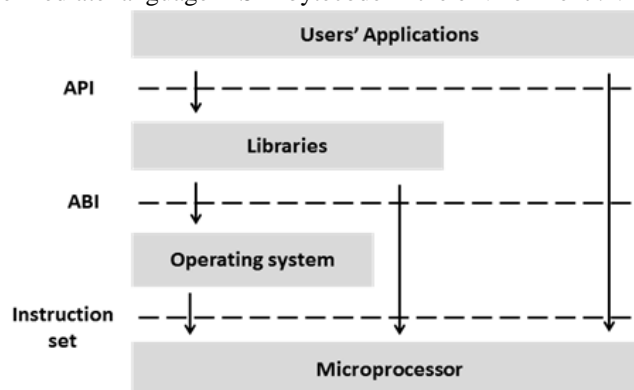 Users' Applications
API
Libraries
ABI
Operating system
Instruction
set
Microprocessor